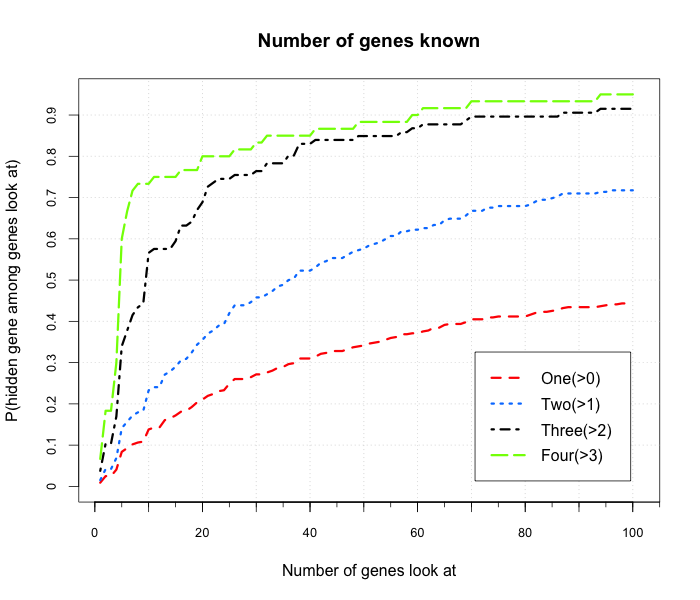 Number of genes known
P(hidden gene among genes look at)
0.9
0.8
0.7
0.6
0.5
0.4
0.3
0.2
0.1
0
One(>0)
Two(>1)
Three(>2)
Four(>3)
0 20 40 60 80 100
Number of genes look at